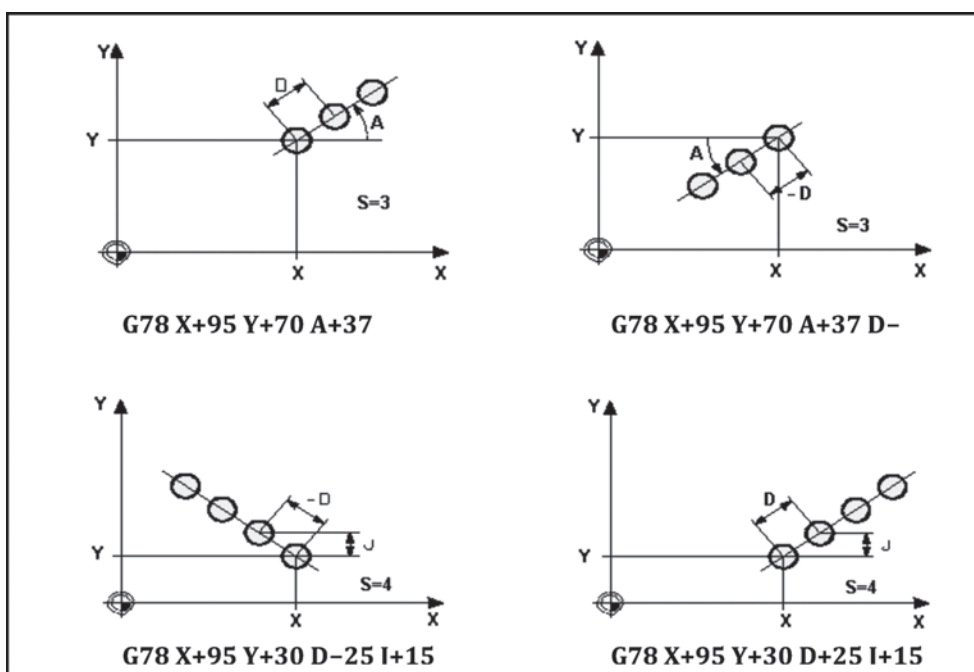 Y
D
A
Y
S=3
X
X
G78 X+95 Y+70 A+37
Y
Y
A
-D
S=3
X
X
G78 X+95 Y+70 A+37 D–
Y
-D
J
Y
S=4
X
X
G78 X+95 Y+30 D–25 J+15
Y
D
J
Y
S=4
X
X
G78 X+95 Y+30 D+25 J+15